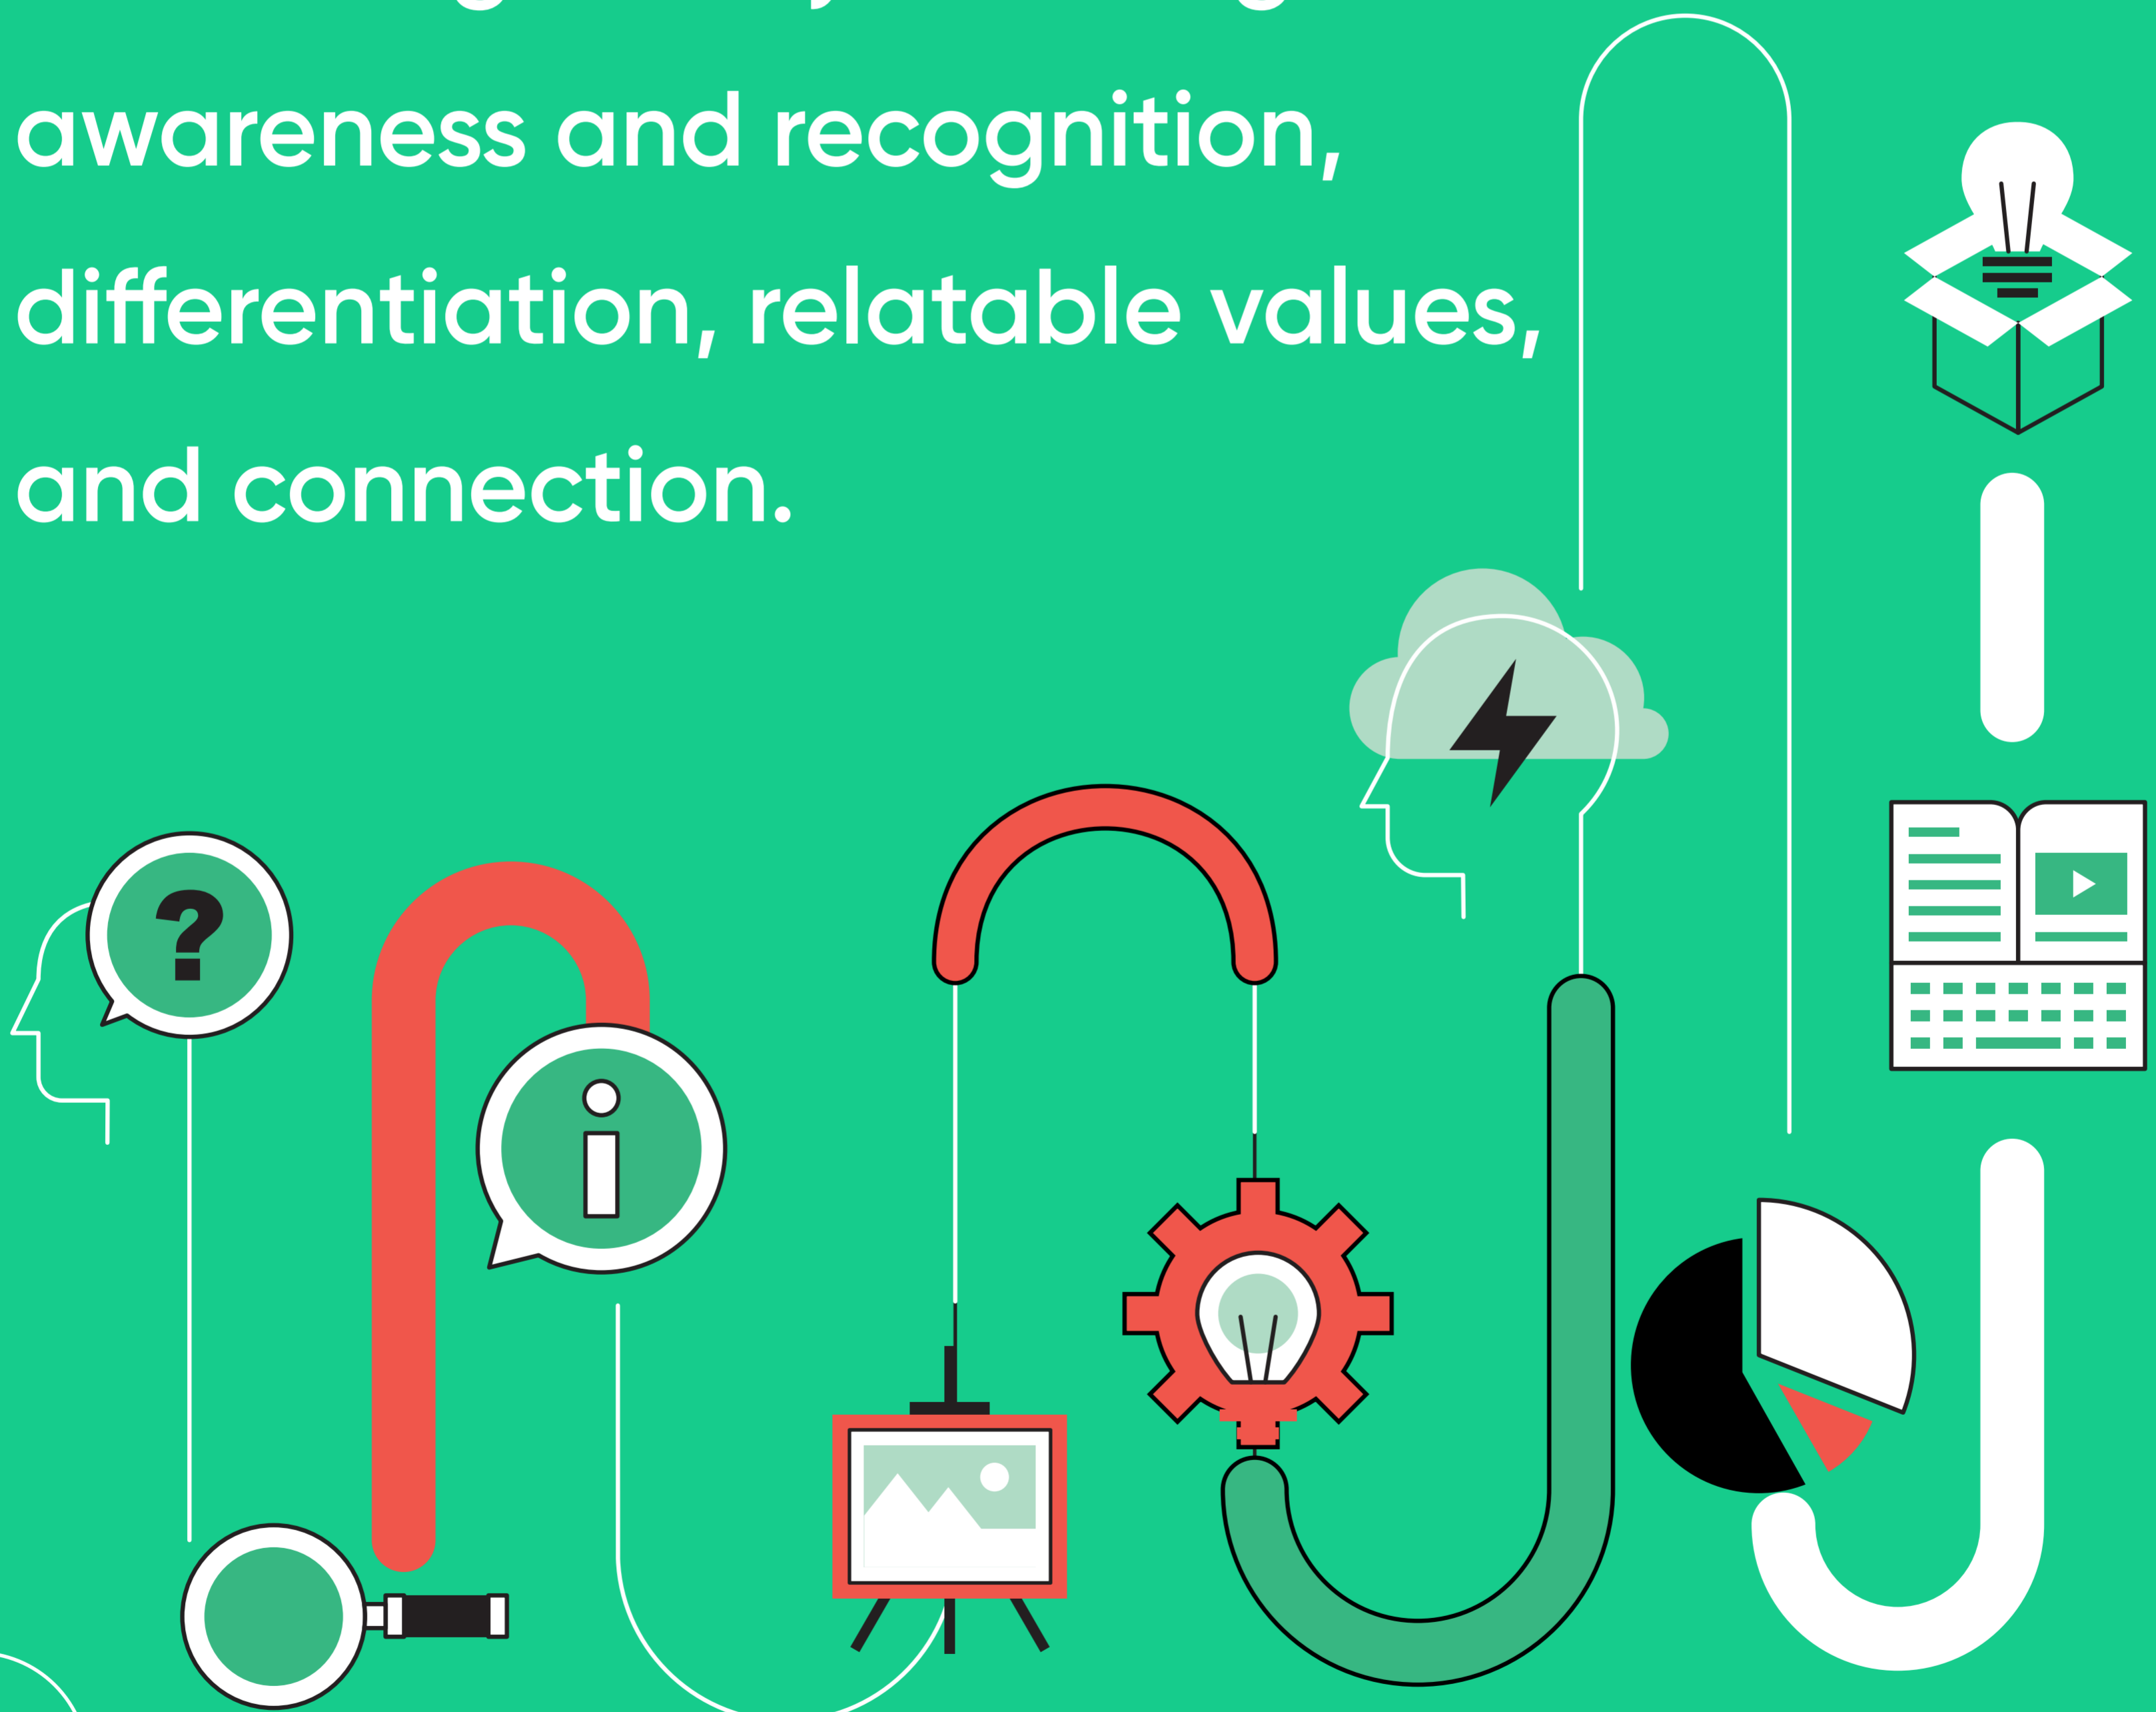 awareness and recognition,
differentiation, relatable values,
and connection.
?
i